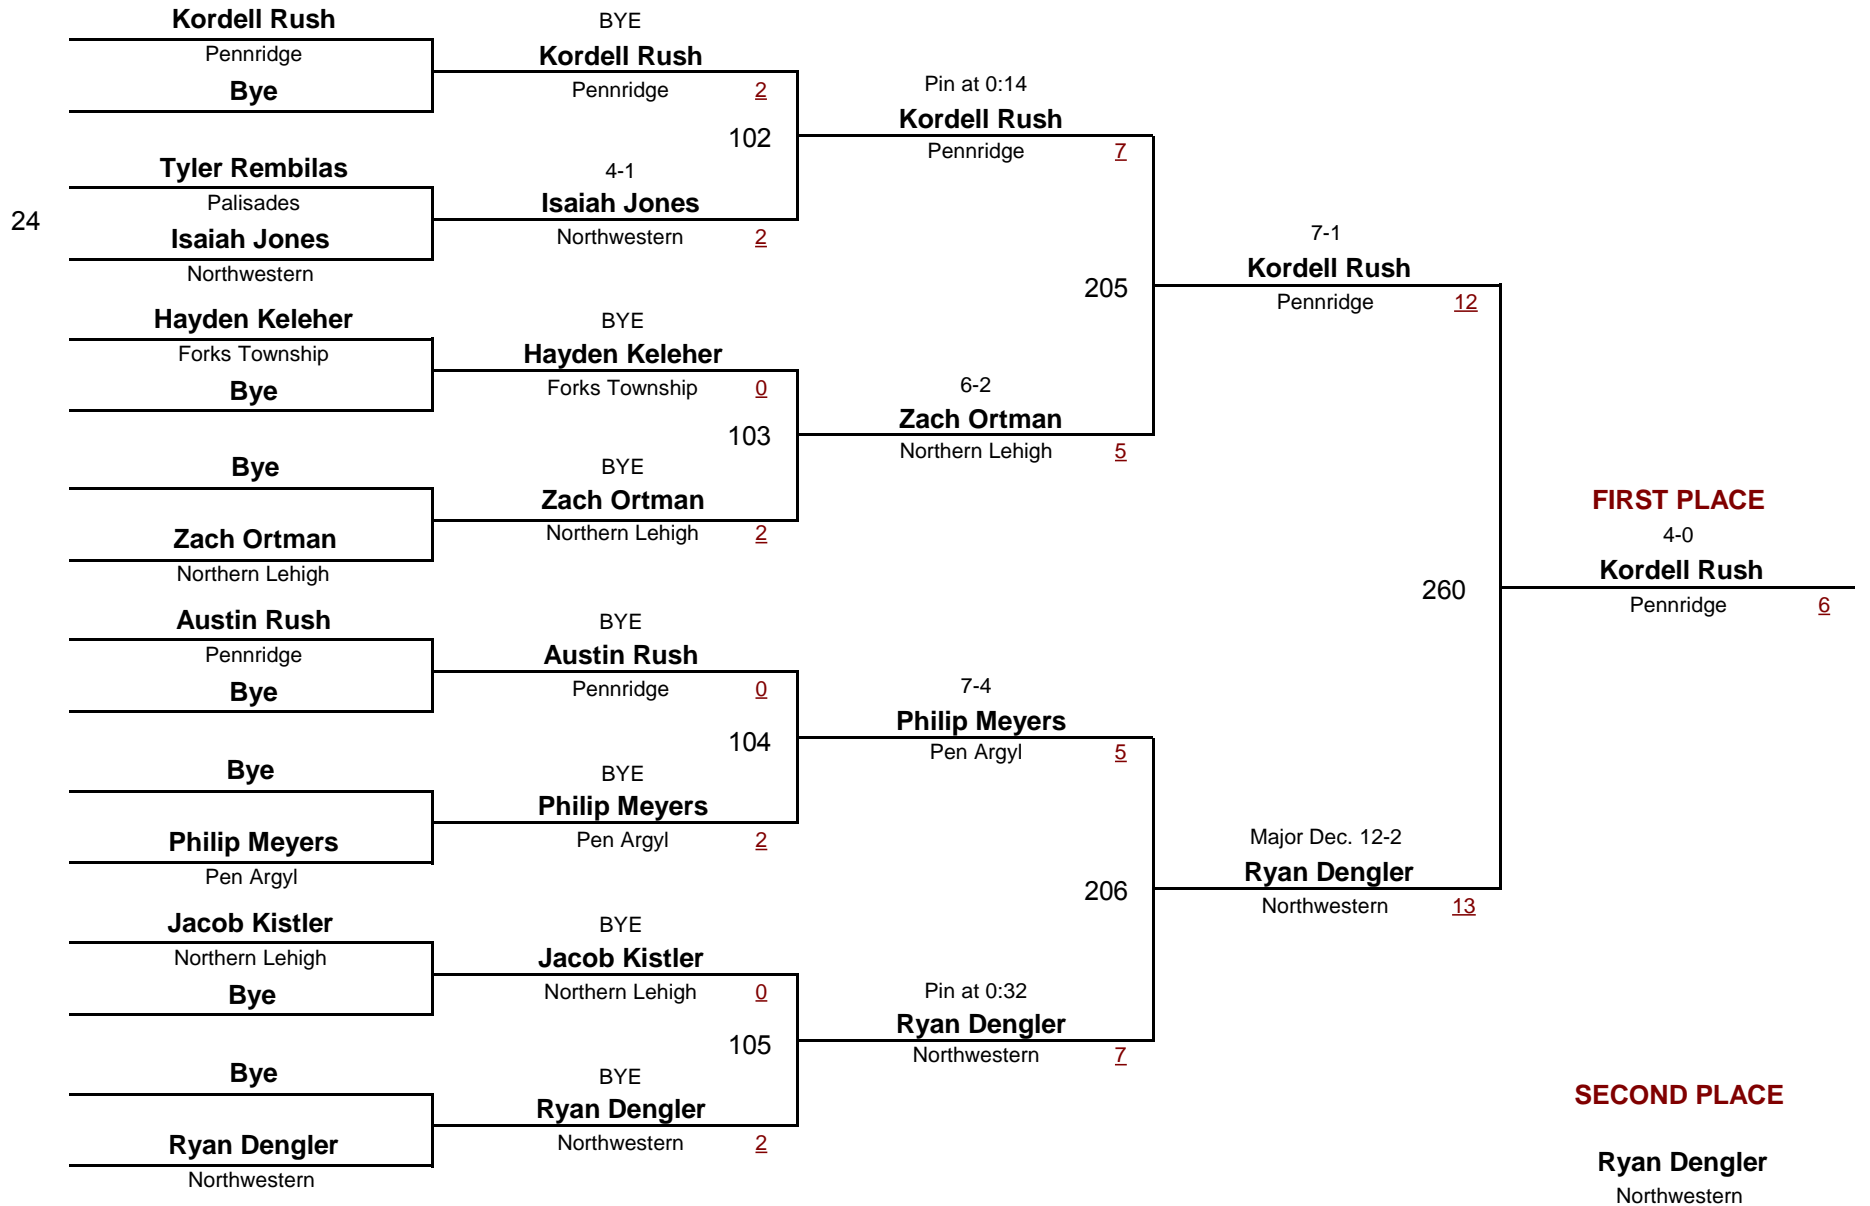 Kordell Rush
Pennridge
Bye
24
Tyler Rembilas
Palisades
Isaiah Jones
Northwestern
Hayden Keleher
Forks Township
Bye
Bye
Zach Ortman
Northern Lehigh
Austin Rush
Pennridge
Bye
Bye
Philip Meyers
Pen Argyl
Jacob Kistler
Northern Lehigh
Bye
Bye
Ryan Dengler
Northwestern
BYE
Kordell Rush
Pennridge 2
102
4-1
Isaiah Jones
Northwestern 2
BYE
Hayden Keleher
Forks Township 0
103
BYE
Zach Ortman
Northern Lehigh 2
BYE
Austin Rush
Pennridge 0
104
BYE
Philip Meyers
Pen Argyl 2
BYE
Jacob Kistler
Northern Lehigh 0
105
BYE
Ryan Dengler
Northwestern 2
Pin at 0:14
Kordell Rush
Pennridge 7
205
6-2
Zach Ortman
Northern Lehigh 5
7-4
Philip Meyers
Pen Argyl 5
206
Pin at 0:32
Ryan Dengler
Northwestern 7
7-1
Kordell Rush
Pennridge 12
260
Major Dec. 12-2
Ryan Dengler
Northwestern 13
FIRST PLACE
4-0
Kordell Rush
Pennridge 6
SECOND PLACE
Ryan Dengler
Northwestern